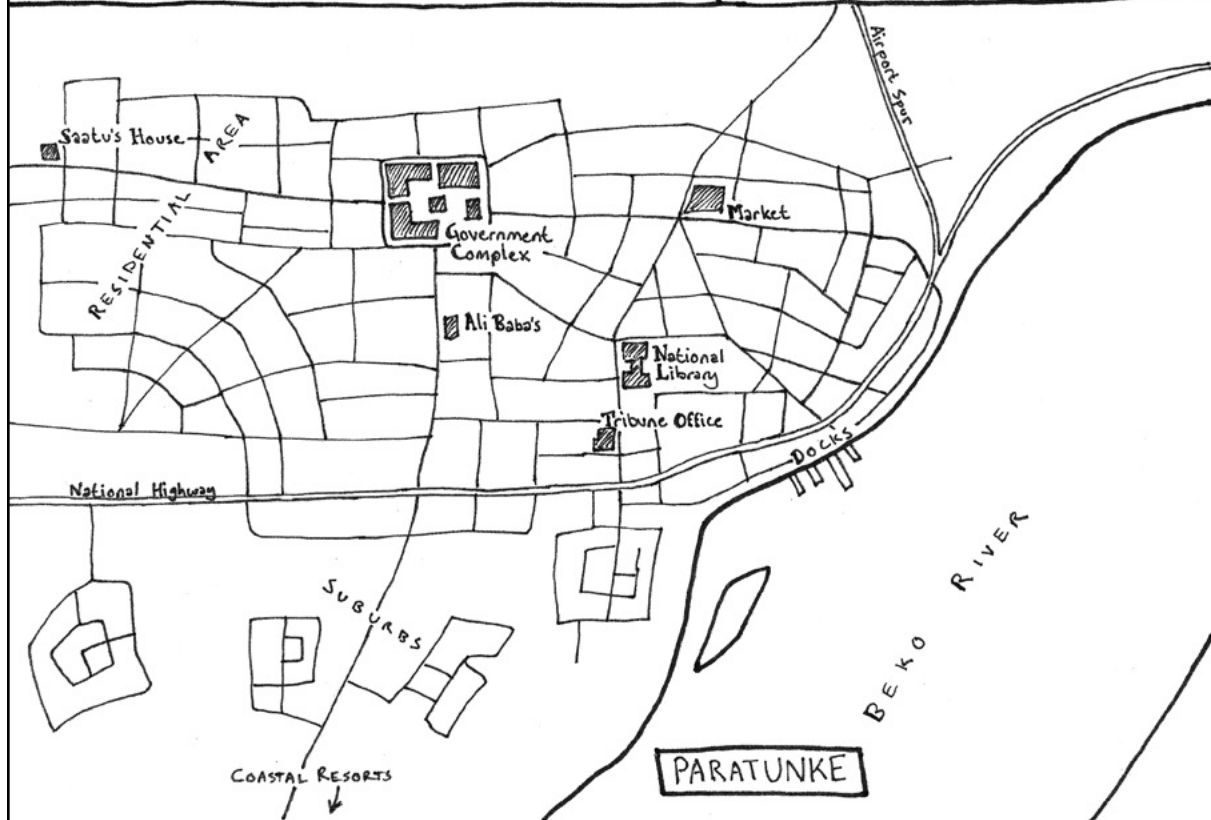 Airport Spur
Saatu's House
AREA
RESIDENTIAL
Market
Government
Complex
Ali Baba's
National
Library
Tribune Office
DOCKS
National Highway
SUBURBS
BEKO RIVER
COASTAL RESORTS
PARATUNKE